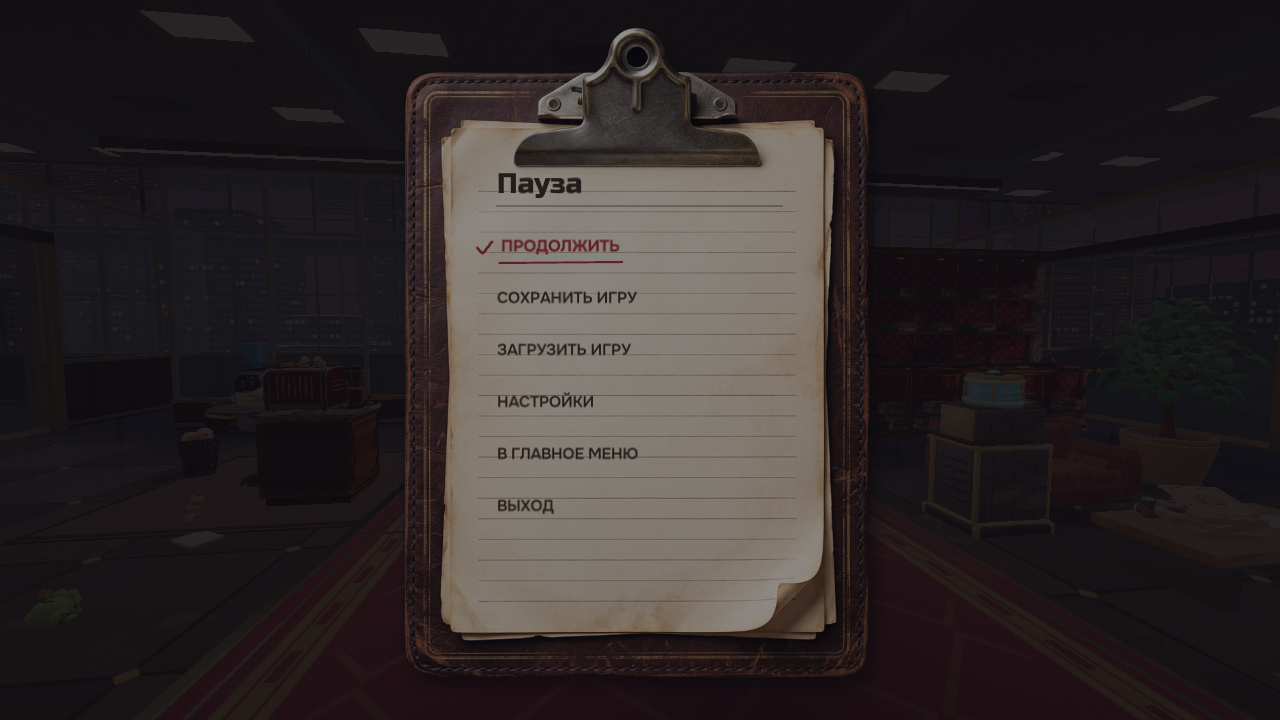 Пауза
ПРОДОЛЖИТЬ
СОХРАНИТЬ ИГРУ
ЗАГРУЗИТЬ ИГРУ
НАСТРОЙКИ
В ГЛАВНОЕ МЕНЮ
ВЫХОД